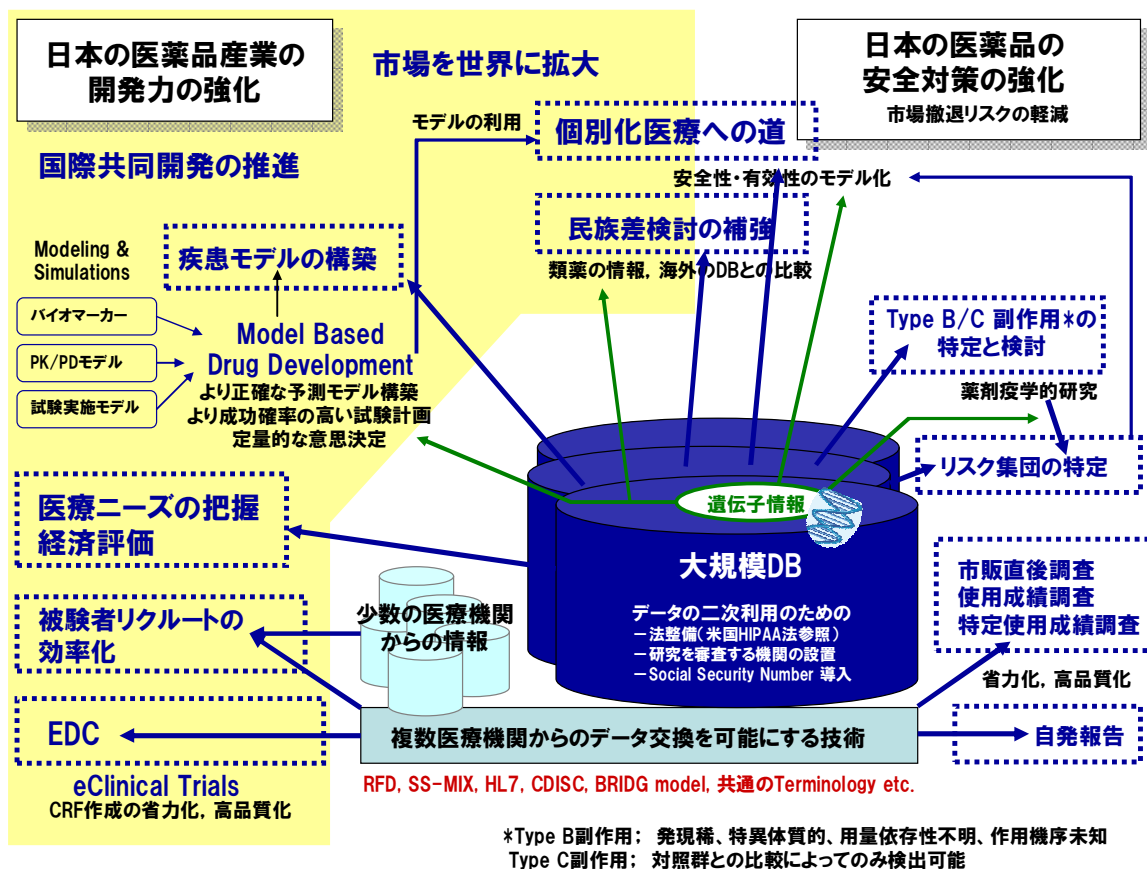 日本の医薬品産業の
開発力の強化
市場を世界に拡大
日本の医薬品の
安全対策の強化
市場撤退リスクの軽減
モデルの利用
個別化医療への道
国際共同開発の推進
安全性・有効性のモデル化
民族差検討の補強
類薬の情報, 海外のDBとの比較
Modeling &
Simulations
疾患モデルの構築
バイオマーカー
PK/PDモデル
試験実施モデル
Model Based
Drug Development
より正確な予測モデル構築
より成功確率の高い試験計画
定量的な意思決定
Type B/C 副作用*の
特定と検討
薬剤疫学的研究
リスク集団の特定
遺伝子情報
大規模DB
データの二次利用のための
－法整備(米国HIPAA法参照)
－研究を審査する機関の設置
－Social Security Number 導入
医療ニーズの把握
経済評価
少数の医療機関
からの情報
被験者リクルートの
効率化
市販直後調査
使用成績調査
特定使用成績調査
省力化, 高品質化
EDC
複数医療機関からのデータ交換を可能にする技術
自発報告
eClinical Trials
CRF作成の省力化, 高品質化
RFD, SS-MIX, HL7, CDISC, BRIDG model, 共通のTerminology etc.
*Type B副作用； 発現稀、特異体質的、用量依存性不明、作用機序未知
Type C副作用； 対照群との比較によってのみ検出可能